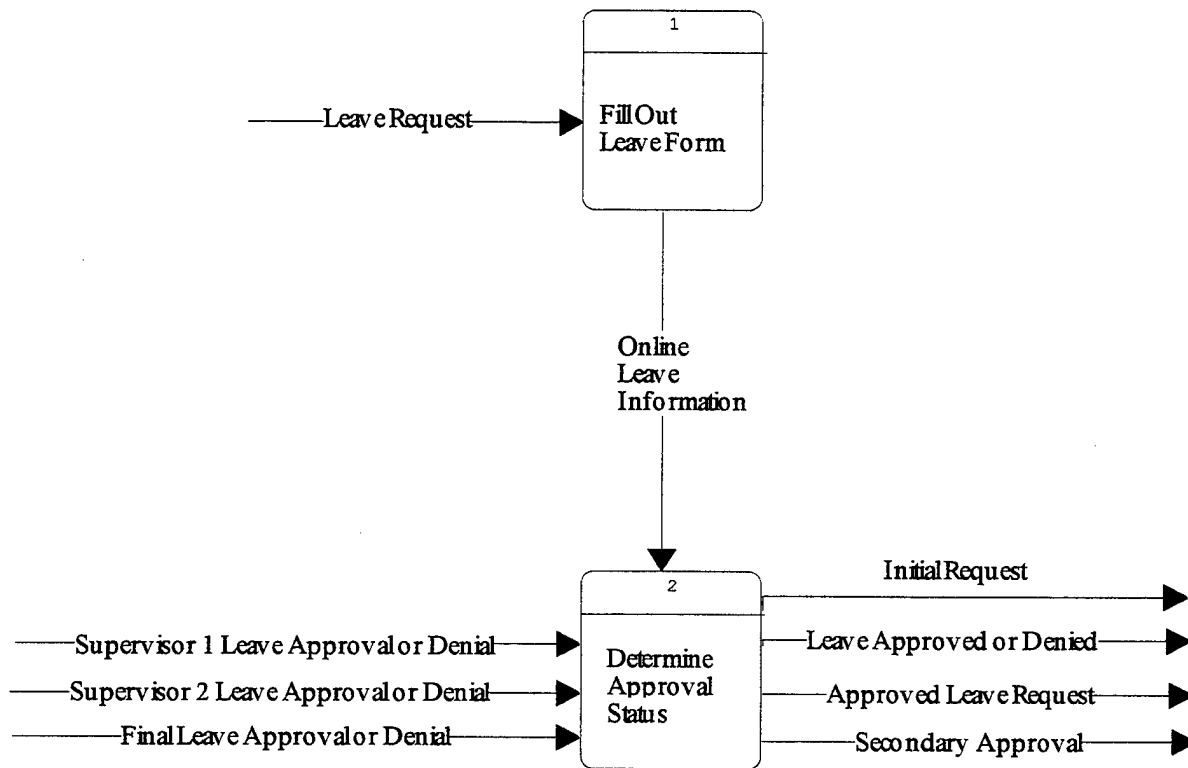 1
Leave Request
Fill Out
Leave Form
Online
Leave
Information
2
Initial Request
Supervisor 1 Leave Approval or Denial
Leave Approved or Denied
Determine
Approval
Status
Supervisor 2 Leave Approval or Denial
Approved Leave Request
Final Leave Approval or Denial
Secondary Approval